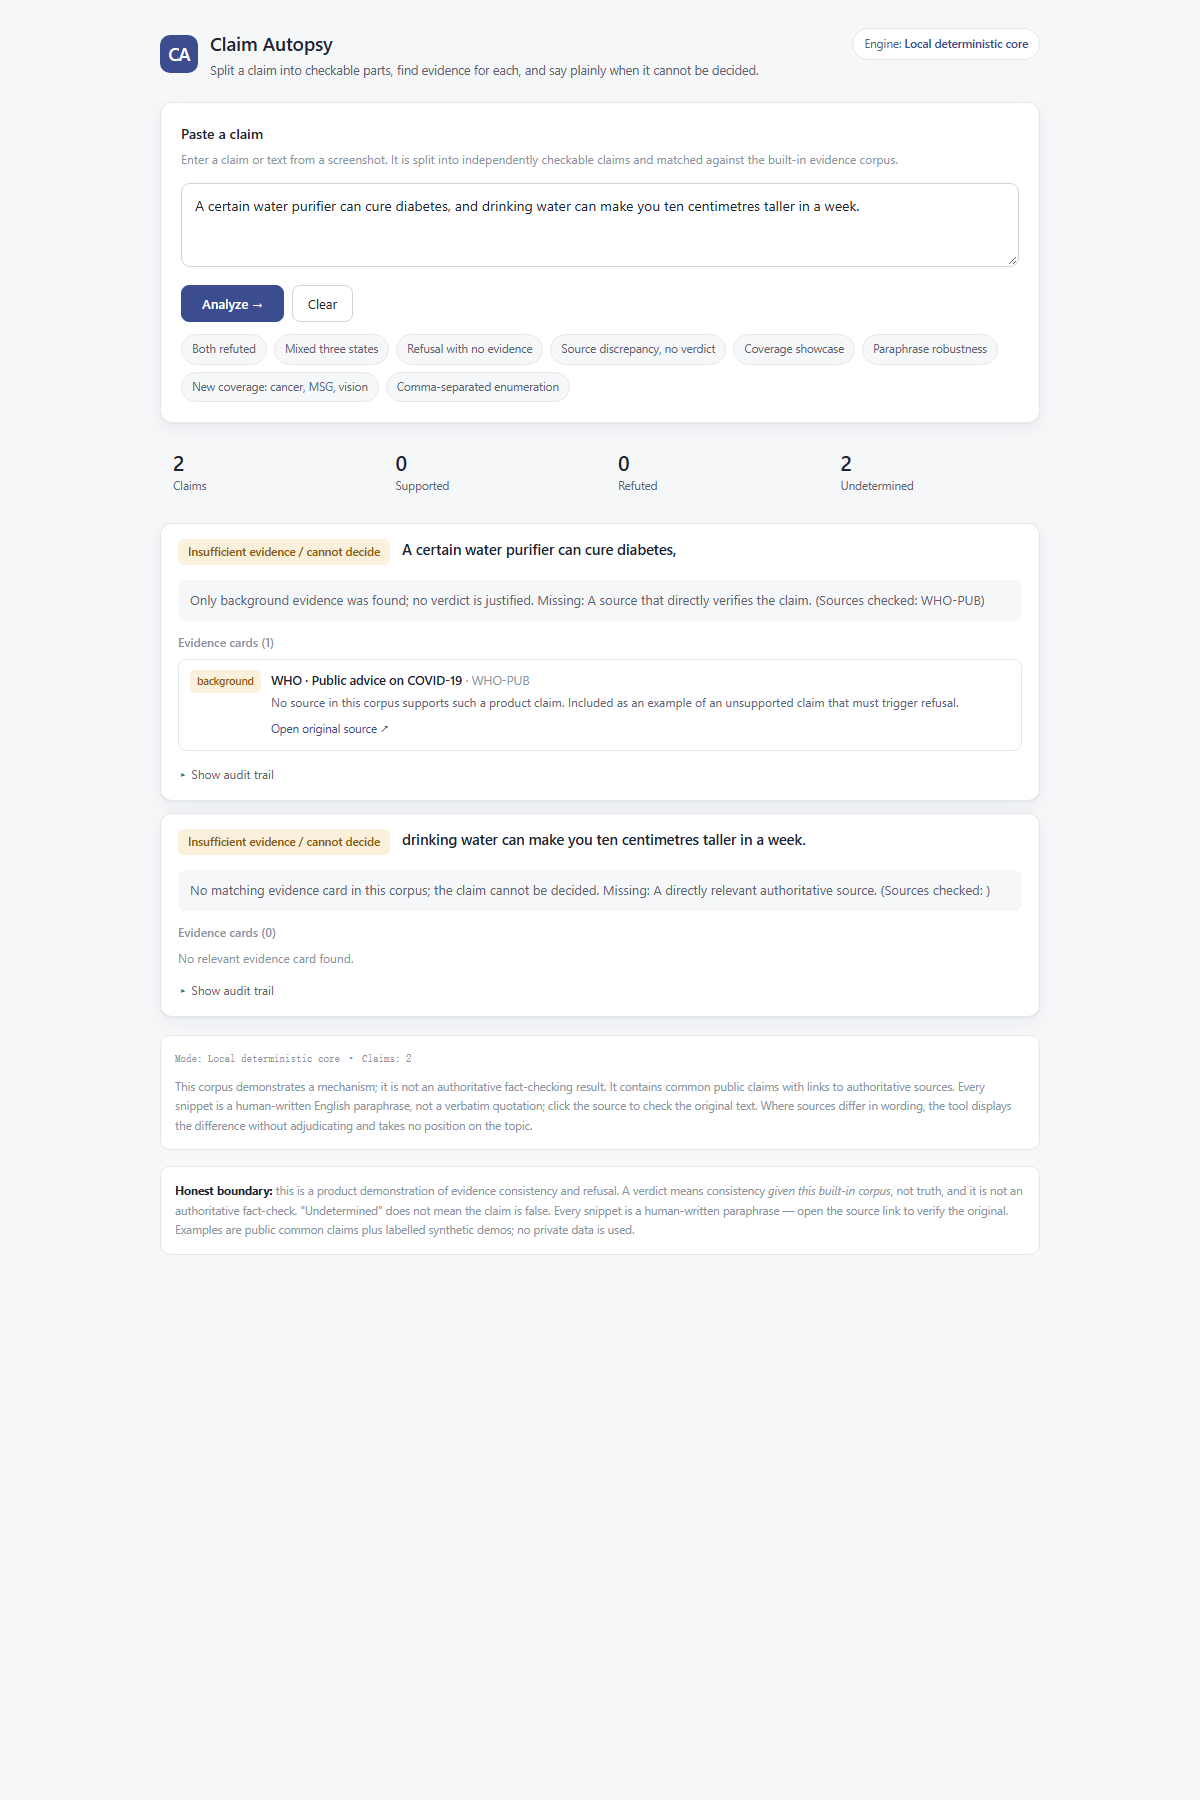 CA
Claim Autopsy
Split a claim into checkable parts, find evidence for each, and say plainly when it cannot be decided.
Engine: Local deterministic core
Paste a claim
Enter a claim or text from a screenshot. It is split into independently checkable claims and matched against the built-in evidence corpus.
A certain water purifier can cure diabetes, and drinking water can make you ten centimetres taller in a week.
Analyze →
Clear
Both refuted
Mixed three states
Refusal with no evidence
Source discrepancy, no verdict
Coverage showcase
Paraphrase robustness
New coverage: cancer, MSG, vision
Comma-separated enumeration
2
Claims
0
Supported
0
Refuted
2
Undetermined
Insufficient evidence / cannot decide
A certain water purifier can cure diabetes,
Only background evidence was found; no verdict is justified. Missing: A source that directly verifies the claim. (Sources checked: WHO-PUB)
Evidence cards (1)
background
WHO · Public advice on COVID-19 · WHO-PUB
No source in this corpus supports such a product claim. Included as an example of an unsupported claim that must trigger refusal.
Open original source ↗
▸ Show audit trail
Insufficient evidence / cannot decide
drinking water can make you ten centimetres taller in a week.
No matching evidence card in this corpus; the claim cannot be decided. Missing: A directly relevant authoritative source. (Sources checked: )
Evidence cards (0)
No relevant evidence card found.
▸ Show audit trail
Mode: Local deterministic core · Claims: 2
This corpus demonstrates a mechanism; it is not an authoritative fact-checking result. It contains common public claims with links to authoritative sources. Every
snippet is a human-written English paraphrase, not a verbatim quotation; click the source to check the original text. Where sources differ in wording, the tool displays
the difference without adjudicating and takes no position on the topic.
Honest boundary: this is a product demonstration of evidence consistency and refusal. A verdict means consistency given this built-in corpus, not truth, and it is not an
authoritative fact-check. "Undetermined" does not mean the claim is false. Every snippet is a human-written paraphrase — open the source link to verify the original.
Examples are public common claims plus labelled synthetic demos; no private data is used.